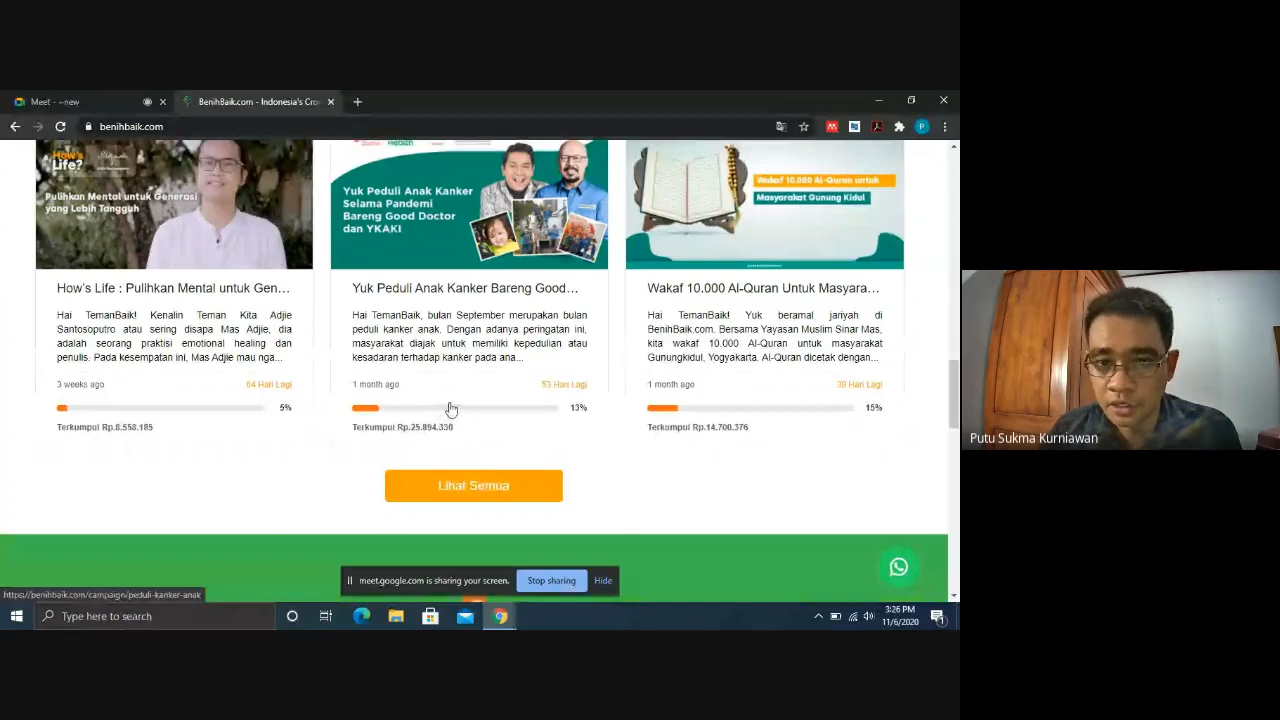 Meet - ~new
BenihBaik.com - Indonesia's Cro
benihbaik.com
How's
Life?
Pulihkan Mental untuk Generasi
yang Lebih Tangguh
Yuk Peduli Anak Kanker
Selama Pandemi
Bareng Good Doctor
dan YKAKI
Wakaf 10.000 Al-Quran untuk
Masyarakat Gunung Kidul
How's Life : Pulihkan Mental untuk Gen...
Hai TemanBaik! Kenalin Teman Kita Adjie
Santosoputro atau sering disapa Mas Adjie, dia
adalah seorang praktisi emotional healing dan
penulis. Pada kesempatan ini, Mas Adjie mau nga...
3 weeks ago 64 Hari Lagi
5%
Terkumpul Rp.8.558.185
Yuk Peduli Anak Kanker Bareng Good...
Hai TemanBaik, bulan September merupakan bulan
peduli kanker anak. Dengan adanya peringatan ini,
masyarakat diajak untuk memiliki kepedulian atau
kesadaran terhadap kanker pada ana...
1 month ago 53 Hari Lagi
13%
Terkumpul Rp.25.894.330
Wakaf 10.000 Al-Quran Untuk Masyara...
Hai TemanBaik! Yuk beramal jariyah di
BenihBaik.com. Bersama Yayasan Muslim Sinar Mas,
kita wakaf 10.000 Al-Quran untuk masyarakat
Gunungkidul, Yogyakarta. Al-Quran dicetak dengan...
1 month ago 39 Hari Lagi
15%
Terkumpul Rp.14.700.376
Lihat Semua
meet.google.com is sharing your screen.
Stop sharing
Hide
https://benihbaik.com/campaign/peduli-kanker-anak
Type here to search
3:26 PM
11/6/2020
Putu Sukma Kurniawan